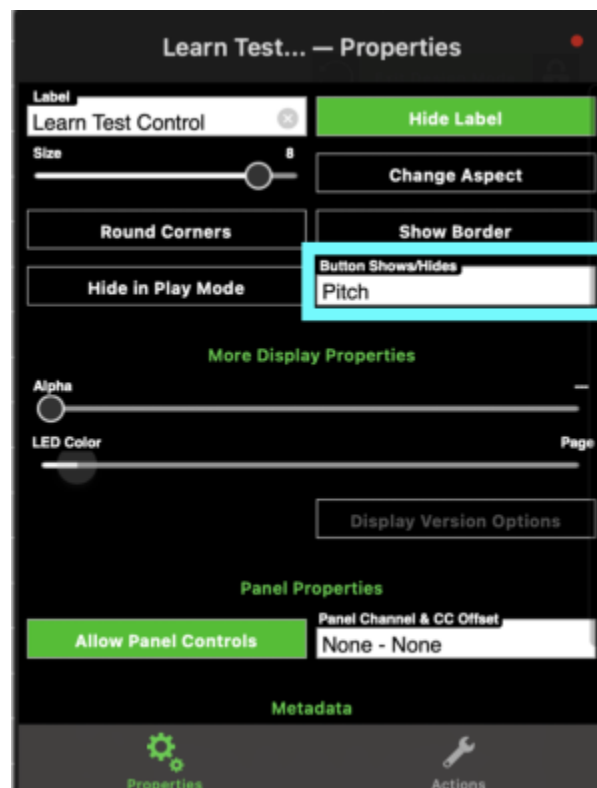 Learn Test... — Properties
Label
Learn Test Control
Hide Label
Size 8
Change Aspect
Round Corners
Show Border
Hide in Play Mode
Button Shows/Hides
Pitch
More Display Properties
Alpha —
LED Color Page
Display Version Options
Panel Properties
Allow Panel Controls
Panel Channel & CC Offset
None - None
Metadata
Properties
Actions